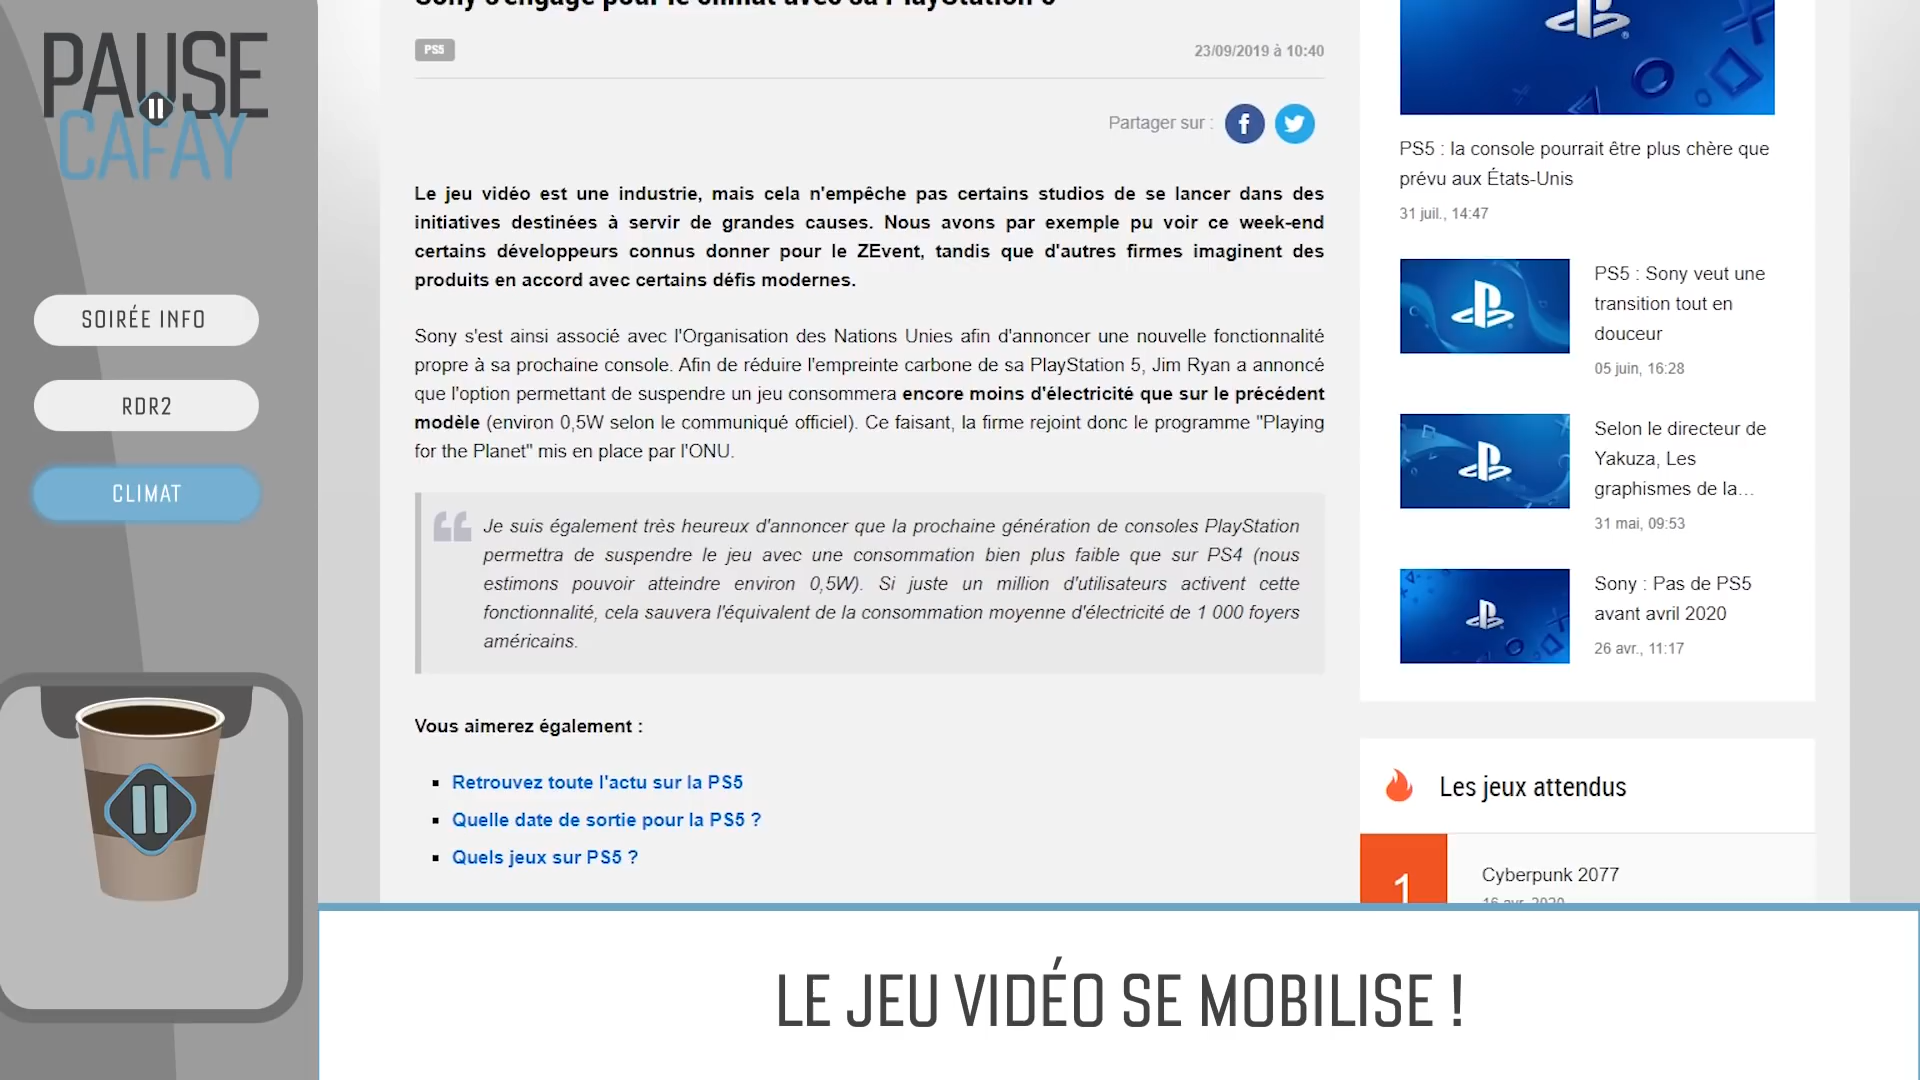 PAUSE
CAFAY
SOIRÉE INFO
RDR2
CLIMAT
Sony s'engage pour le climat avec sa PlayStation 5
PS5
23/09/2019 à 10:40
Partager sur :
Le jeu vidéo est une industrie, mais cela n'empêche pas certains studios de se lancer dans des
initiatives destinées à servir de grandes causes. Nous avons par exemple pu voir ce week-end
certains développeurs connus donner pour le ZEvent, tandis que d'autres firmes imaginent des
produits en accord avec certains défis modernes.
Sony s'est ainsi associé avec l'Organisation des Nations Unies afin d'annoncer une nouvelle fonctionnalité
propre à sa prochaine console. Afin de réduire l'empreinte carbone de sa PlayStation 5, Jim Ryan a annoncé
que l'option permettant de suspendre un jeu consommera encore moins d'électricité que sur le précédent
modèle (environ 0,5W selon le communiqué officiel). Ce faisant, la firme rejoint donc le programme "Playing
for the Planet" mis en place par l'ONU.
Je suis également très heureux d'annoncer que la prochaine génération de consoles PlayStation
permettra de suspendre le jeu avec une consommation bien plus faible que sur PS4 (nous
estimons pouvoir atteindre environ 0,5W). Si juste un million d'utilisateurs activent cette
fonctionnalité, cela sauvera l'équivalent de la consommation moyenne d'électricité de 1 000 foyers
américains.
Vous aimerez également :
Retrouvez toute l'actu sur la PS5
Quelle date de sortie pour la PS5 ?
Quels jeux sur PS5 ?
PS5 : la console pourrait être plus chère que
prévu aux États-Unis
31 juil., 14:47
PS5 : Sony veut une
transition tout en
douceur
05 juin, 16:28
Selon le directeur de
Yakuza, Les
graphismes de la...
31 mai, 09:53
Sony : Pas de PS5
avant avril 2020
26 avr., 11:17
Les jeux attendus
1
Cyberpunk 2077
16 avr. 2020
LE JEU VIDÉO SE MOBILISE !